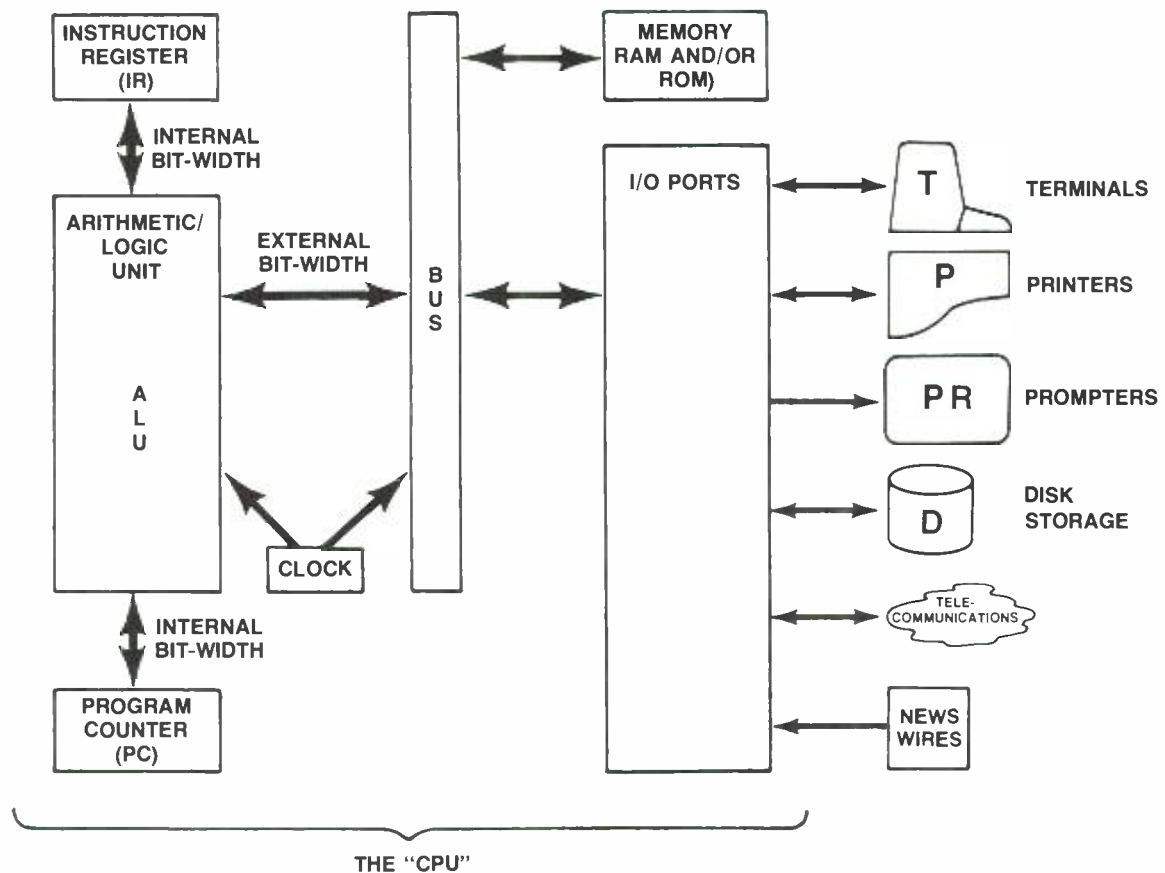 INSTRUCTION
REGISTER
(IR)
INTERNAL
BIT-WIDTH
ARITHMETIC/
LOGIC
UNIT
A
L
U
EXTERNAL
BIT-WIDTH
CLOCK
INTERNAL
BIT-WIDTH
PROGRAM
COUNTER
(PC)
B
U
S
MEMORY
RAM AND/OR
ROM)
I/O PORTS
T
TERMINALS
P
PRINTERS
PR
PROMPTERS
D
DISK
STORAGE
TELE-
COMMUNICATIONS
NEWS
WIRES
THE “CPU”